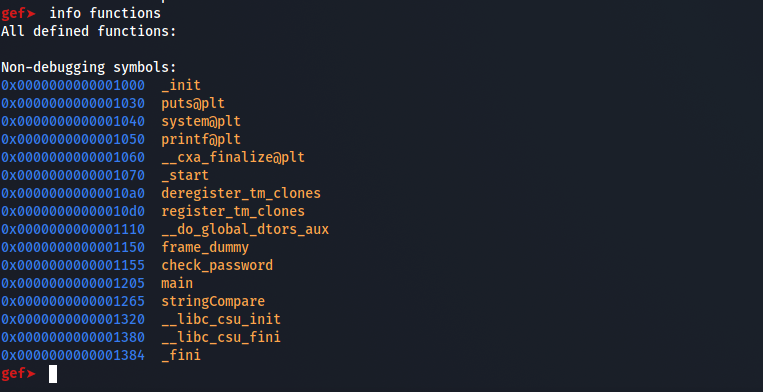 gef➤  info functions
All defined functions:
Non-debugging symbols:
0x0000000000001000  _init
0x0000000000001030  puts@plt
0x0000000000001040  system@plt
0x0000000000001050  printf@plt
0x0000000000001060  __cxa_finalize@plt
0x0000000000001070  _start
0x00000000000010a0  deregister_tm_clones
0x00000000000010d0  register_tm_clones
0x0000000000001110  __do_global_dtors_aux
0x0000000000001150  frame_dummy
0x0000000000001155  check_password
0x0000000000001205  main
0x0000000000001265  stringCompare
0x0000000000001320  __libc_csu_init
0x0000000000001380  __libc_csu_fini
0x0000000000001384  _fini
gef➤